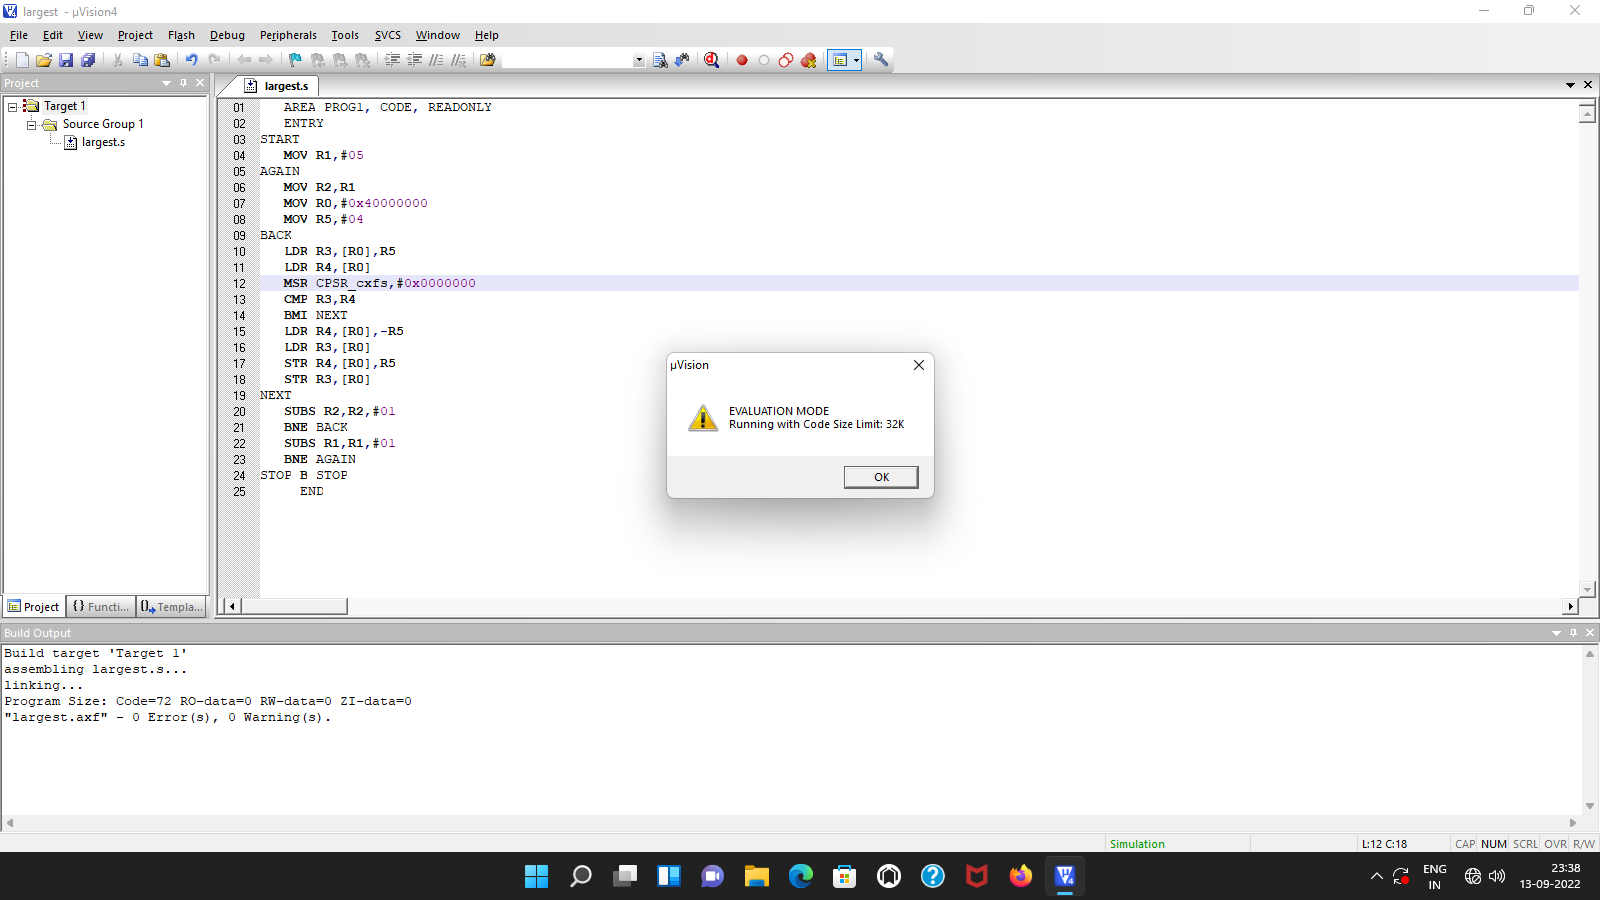 largest - µVision4
File Edit View Project Flash Debug Peripherals Tools SVCS Window Help
Project
largest.s
Target 1
Source Group 1
largest.s
01 AREA PROG1, CODE, READONLY
02 ENTRY
03 START
04 MOV R1,#05
05 AGAIN
06 MOV R2,R1
07 MOV R0,#0x40000000
08 MOV R5,#04
09 BACK
10 LDR R3,[R0],R5
11 LDR R4,[R0]
12 MSR CPSR_cxfs,#0x0000000
13 CMP R3,R4
14 BMI NEXT
15 LDR R4,[R0],-R5
16 LDR R3,[R0]
17 STR R4,[R0],R5
18 STR R3,[R0]
19 NEXT
20 SUBS R2,R2,#01
21 BNE BACK
22 SUBS R1,R1,#01
23 BNE AGAIN
24 STOP B STOP
25 END
µVision
EVALUATION MODE
Running with Code Size Limit: 32K
OK
Project {} Functi... Templa...
Build Output
Build target 'Target 1'
assembling largest.s...
linking...
Program Size: Code=72 RO-data=0 RW-data=0 ZI-data=0
"largest.axf" - 0 Error(s), 0 Warning(s).
Simulation L:12 C:18 CAP NUM SCRL OVR R/W
ENG
IN
23:38
13-09-2022